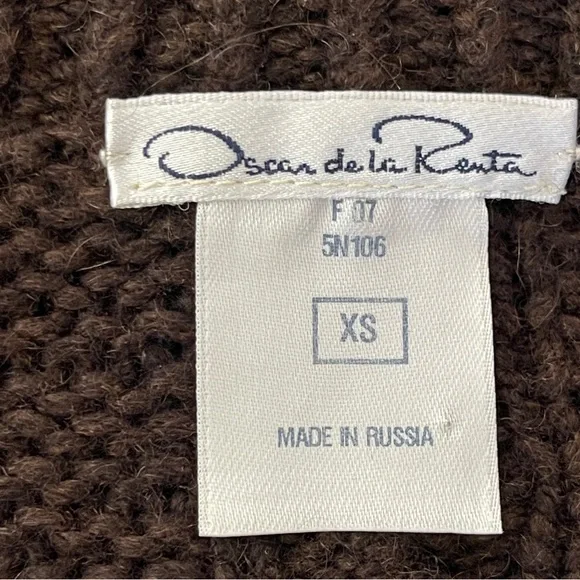 Oscar de la Renta
F 07
5N106
XS
MADE IN RUSSIA